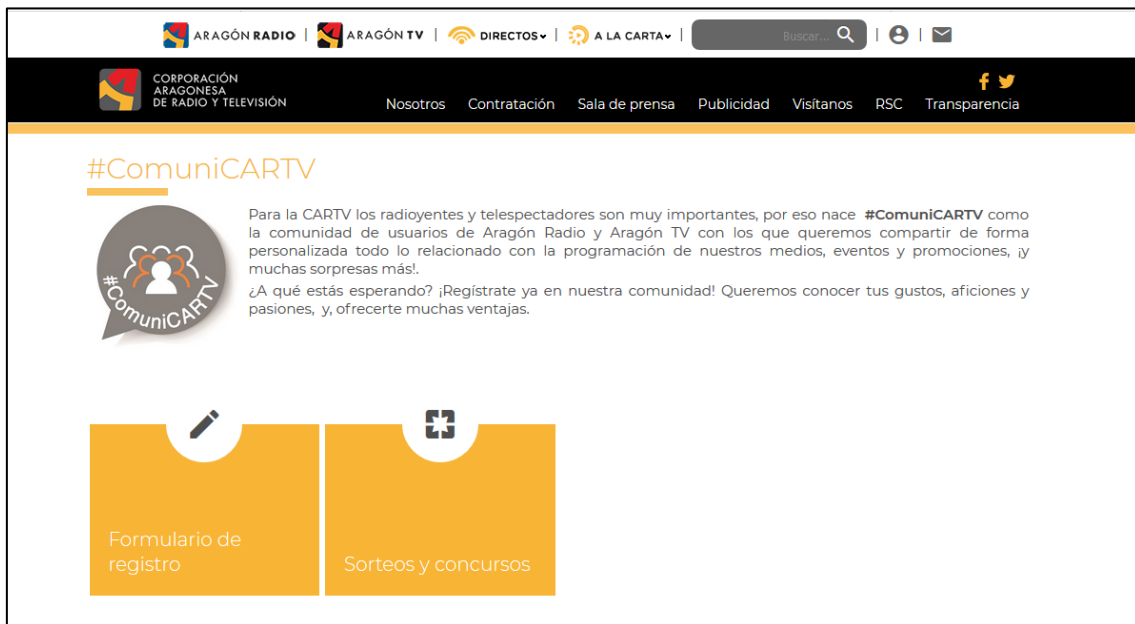 ARAGÓN RADIO | ARAGÓN TV | DIRECTOS | A LA CARTA | Buscar... | |
CORPORACIÓN
ARAGONESA
DE RADIO Y TELEVISIÓN
Nosotros Contratación Sala de prensa Publicidad Visítanos RSC Transparencia
#ComuniCARTV
Para la CARTV los radioyentes y telespectadores son muy importantes, por eso nace #ComuniCARTV como
la comunidad de usuarios de Aragón Radio y Aragón TV con los que queremos compartir de forma
personalizada todo lo relacionado con la programación de nuestros medios, eventos y promociones, ¡y
muchas sorpresas más!.
¿A qué estás esperando? ¡Regístrate ya en nuestra comunidad! Queremos conocer tus gustos, aficiones y
pasiones, y, ofrecerte muchas ventajas.
#ComuniCARTV
Formulario de
registro
Sorteos y concursos